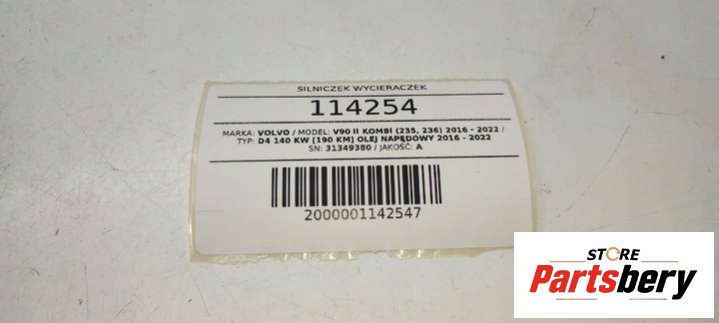 SILNICZEK WYCIERACZEK
114254
MARKA: VOLVO / MODEL: V90 II KOMBI (235, 236) 2016 - 2022 /
TYP: D4 140 KW [190 KM] OLEJ NAPĘDOWY 2016 - 2022
SN: 31349380 / JAKOŚĆ: A
2000001142547
STORE
Partsbery